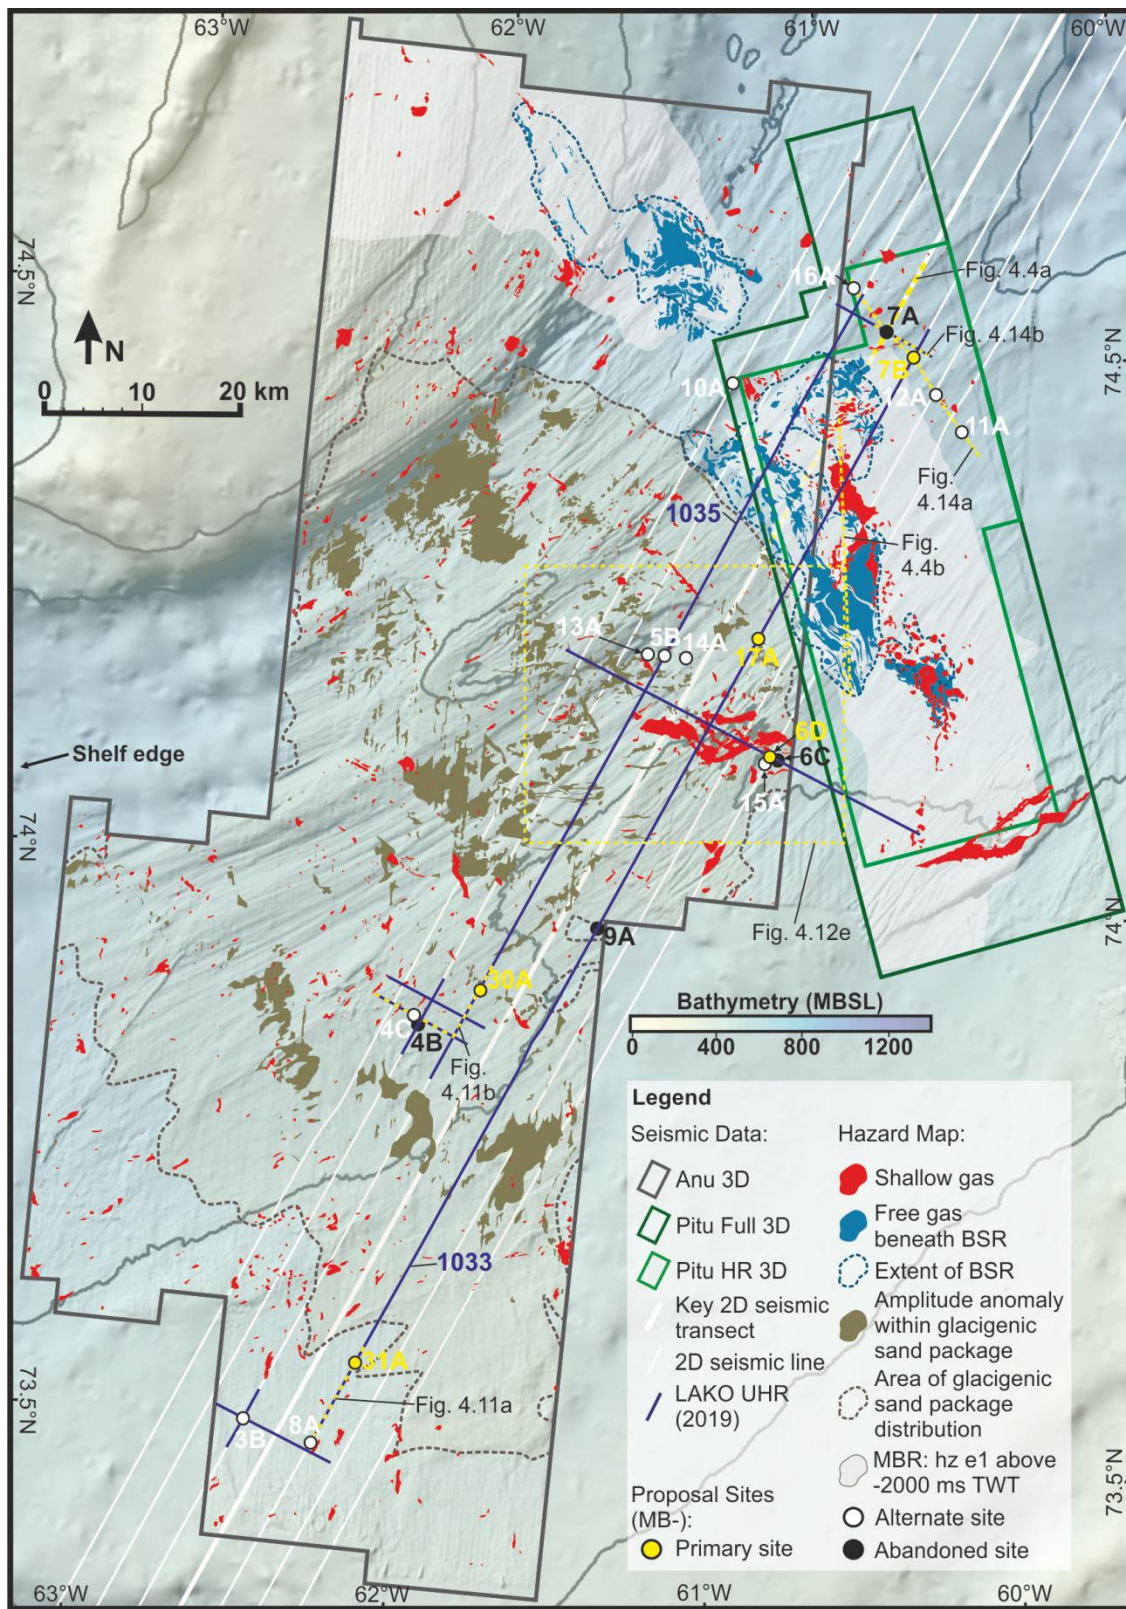 63°W
62°W
61°W
60°W
74.5°N
N
0 10 20 km
16A
Fig. 4.4a
7A
Fig. 4.14b
7B
74.5°N
10A
12A
11A
Fig.
4.14a
1035
Fig.
4.4b
13A
5B
14A
17A
6D
6C
15A
Shelf edge
74°N
9A
Fig. 4.12e
74°N
30A
4C
4B
Fig.
4.11b
Bathymetry (MBSL)
0 400 800 1200
1033
31A
Fig. 4.11a
73.5°N
3B
8A
73.5°N
Legend
Seismic Data:
Anu 3D
Pitu Full 3D
Pitu HR 3D
Key 2D seismic
transect
2D seismic line
LAKO UHR
(2019)
Proposal Sites
(MB-):
Primary site
Hazard Map:
Shallow gas
Free gas
beneath BSR
Extent of BSR
Amplitude anomaly
within glacigenic
sand package
Area of glacigenic
sand package
distribution
MBR: hz e1 above
-2000 ms TWT
Alternate site
Abandoned site
63°W
62°W
61°W
60°W